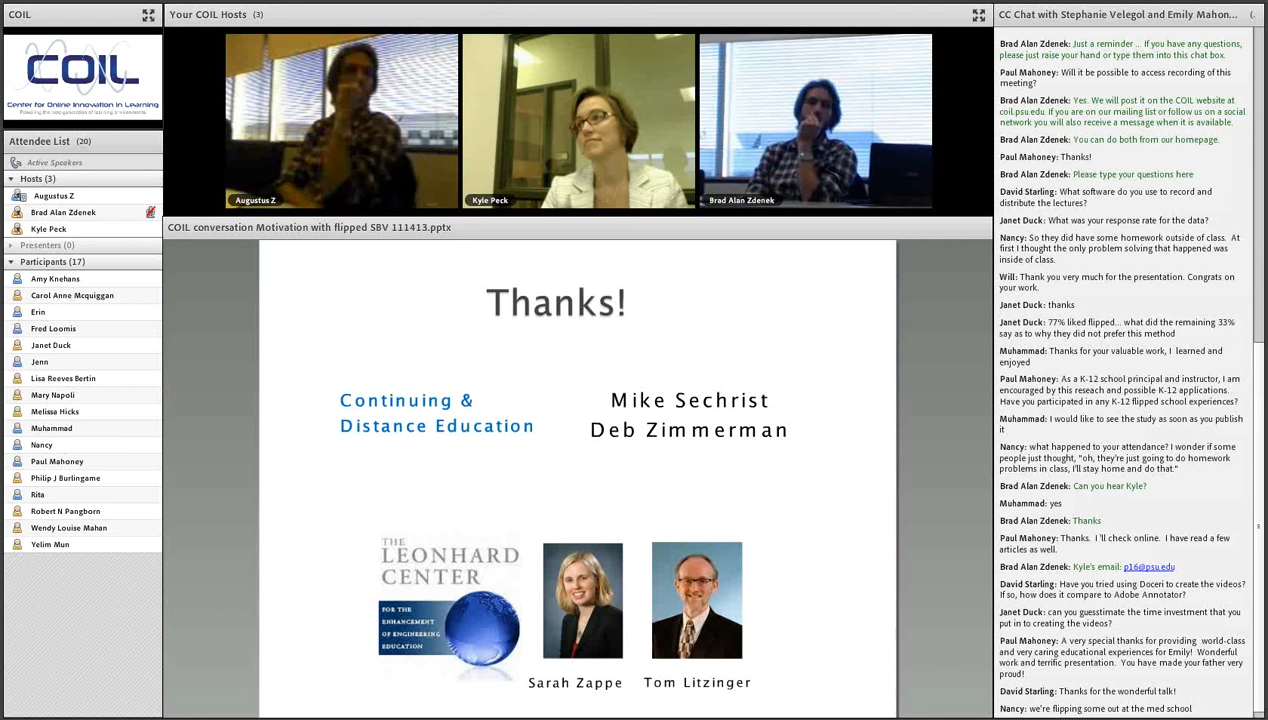 COIL
COIL
Center for Online Innovation in Learning
Powering the next generation of learning environments.
Attendee List (20)
Active Speakers
Hosts (3)
Augustus Z
Brad Alan Zdenek
Kyle Peck
Presenters (0)
Participants (17)
Amy Knehans
Carol Anne Mcquiggan
Erin
Fred Loomis
Janet Duck
Jenn
Lisa Reeves Bertin
Mary Napoli
Melissa Hicks
Muhammad
Nancy
Paul Mahoney
Philip J Burlingame
Rita
Robert N Pangborn
Wendy Louise Mahan
Yelim Mun
Your COIL Hosts (3)
Augustus Z
Kyle Peck
Brad Alan Zdenek
COIL conversation Motivation with flipped SBV 111413.pptx
Thanks!
Continuing &
Distance Education
Mike Sechrist
Deb Zimmerman
THE
LEONHARD
CENTER
FOR THE
ENHANCEMENT
OF ENGINEERING
EDUCATION
Sarah Zappe
Tom Litzinger
CC Chat with Stephanie Velegol and Emily Mahon...
Brad Alan Zdenek: Just a reminder ... If you have any questions,
please just raise your hand or type them into this chat box.
Paul Mahoney: Will it be possible to access recording of this
meeting?
Brad Alan Zdenek: Yes. We will post it on the COIL website at
coil.psu.edu. If you are on our mailing list or follow us on a social
network you will also receive a message when it is available.
Brad Alan Zdenek: You can do both from our homepage.
Paul Mahoney: Thanks!
Brad Alan Zdenek: Please type your questions here
David Starling: What software do you use to record and
distribute the lectures?
Janet Duck: What was your response rate for the data?
Nancy: So they did have some homework outside of class. At
first I thought the only problem solving that happened was
inside of class.
Will: Thank you very much for the presentation. Congrats on
your work.
Janet Duck: thanks
Janet Duck: 77% liked flipped... what did the remaining 33%
say as to why they did not prefer this method
Muhammad: Thanks for your valuable work, I learned and
enjoyed
Paul Mahoney: As a K-12 school principal and instructor, I am
encouraged by this reseach and possible K-12 applications.
Have you participated in any K-12 flipped school experiences?
Muhammad: I would like to see the study as soon as you publish
it
Nancy: what happened to your attendance? I wonder if some
people just thought, "oh, they're just going to do homework
problems in class, I'll stay home and do that."
Brad Alan Zdenek: Can you hear Kyle?
Muhammad: yes
Brad Alan Zdenek: Thanks
Paul Mahoney: Thanks. I 'll check online. I have read a few
articles as well.
Brad Alan Zdenek: Kyle's email: p16@psu.edu
David Starling: Have you tried using Doceri to create the videos?
If so, how does it compare to Adobe Annotator?
Janet Duck: can you guesstimate the time investment that you
put in to creating the videos?
Paul Mahoney: A very special thanks for providing world-class
and very caring educational experiences for Emily! Wonderful
work and terrific presentation. You have made your father very
proud!
David Starling: Thanks for the wonderful talk!
Nancy: we're flipping some out at the med school